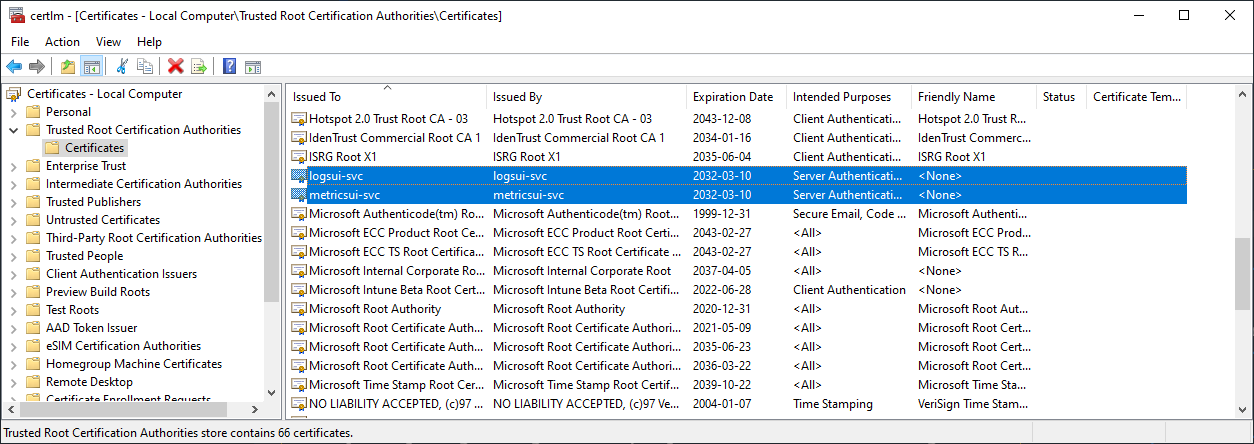 certlm - [Certificates - Local Computer\Trusted Root Certification Authorities\Certificates]
File Action View Help
Certificates - Local Computer
Personal
Trusted Root Certification Authorities
Certificates
Enterprise Trust
Intermediate Certification Authorities
Trusted Publishers
Untrusted Certificates
Third-Party Root Certification Authorities
Trusted People
Client Authentication Issuers
Preview Build Roots
Test Roots
AAD Token Issuer
eSIM Certification Authorities
Homegroup Machine Certificates
Remote Desktop
Certificate Enrollment Requests
Issued To Issued By Expiration Date Intended Purposes Friendly Name Status Certificate Tem...
Hotspot 2.0 Trust Root CA - 03 Hotspot 2.0 Trust Root CA - 03 2043-12-08 Client Authenticati... Hotspot 2.0 Trust R...
IdenTrust Commercial Root CA 1 IdenTrust Commercial Root CA 1 2034-01-16 Client Authenticati... IdenTrust Commerc...
ISRG Root X1 ISRG Root X1 2035-06-04 Client Authenticati... ISRG Root X1
logsui-svc logsui-svc 2032-03-10 Server Authenticati... <None>
metricsui-svc metricsui-svc 2032-03-10 Server Authenticati... <None>
Microsoft Authenticode(tm) Root... Microsoft Authenticode(tm) Root... 1999-12-31 Secure Email, Code ... Microsoft Authenti...
Microsoft ECC Product Root Certi... Microsoft ECC Product Root Certi... 2043-02-27 <All> Microsoft ECC Prod...
Microsoft ECC TS Root Certifica... Microsoft ECC TS Root Certificate ... 2043-02-27 <All> Microsoft ECC TS R...
Microsoft Internal Corporate Ro... Microsoft Internal Corporate Root 2037-04-05 <All> <None>
Microsoft Intune Beta Root Cert... Microsoft Intune Beta Root Certifi... 2022-06-28 Client Authentication <None>
Microsoft Root Authority Microsoft Root Authority 2020-12-31 <All> Microsoft Root Aut...
Microsoft Root Certificate Auth... Microsoft Root Certificate Authori... 2021-05-09 <All> Microsoft Root Cert...
Microsoft Root Certificate Auth... Microsoft Root Certificate Authori... 2035-06-23 <All> Microsoft Root Cert...
Microsoft Root Certificate Auth... Microsoft Root Certificate Authori... 2036-03-22 <All> Microsoft Root Cert...
Microsoft Time Stamp Root Cer... Microsoft Time Stamp Root Certif... 2039-10-22 <All> Microsoft Time Sta...
NO LIABILITY ACCEPTED, (c)97 V... NO LIABILITY ACCEPTED, (c)97 Ve... 2004-01-07 Time Stamping VeriSign Time Stam...
Trusted Root Certification Authorities store contains 66 certificates.